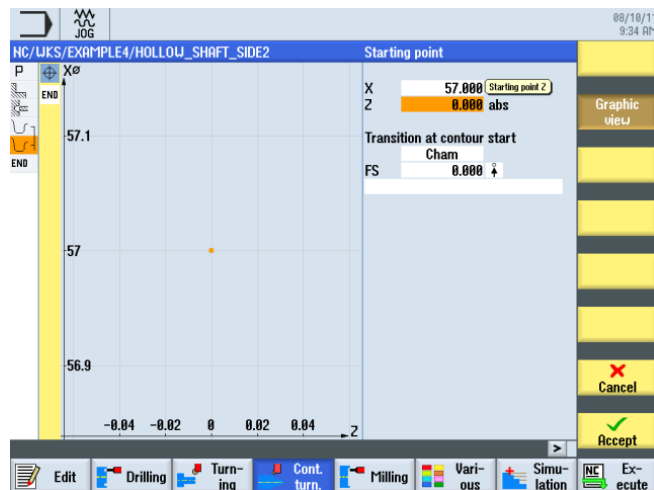 JOG
08/10/1
9:34 AM
NC/WKS/EXAMPLE4/HOLLOW_SHAFT_SIDE2
Starting point
P
END
END
XØ
57.1
57
56.9
-0.04 -0.02 0 0.02 0.04
Z
X 57.000 Starting point Z
Z 0.000 abs
Transition at contour start
Cham
FS 0.000
Graphic
view
Cancel
Accept
>
Edit
Drilling
Turn-
ing
Cont.
turn.
Milling
Vari-
ous
Simu-
lation
NC
Ex-
ecute